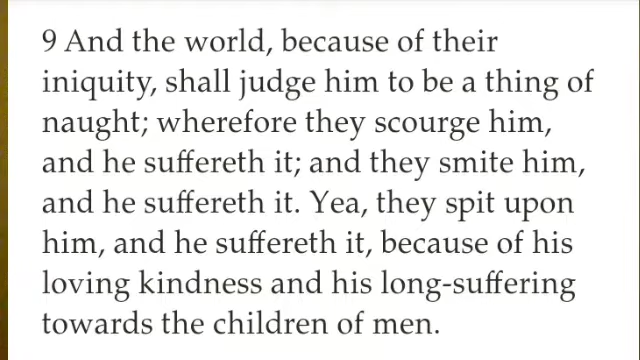 9 And the world, because of their
iniquity, shall judge him to be a thing of
naught; wherefore they scourge him,
and he suffereth it; and they smite him,
and he suffereth it. Yea, they spit upon
him, and he suffereth it, because of his
loving kindness and his long-suffering
towards the children of men.